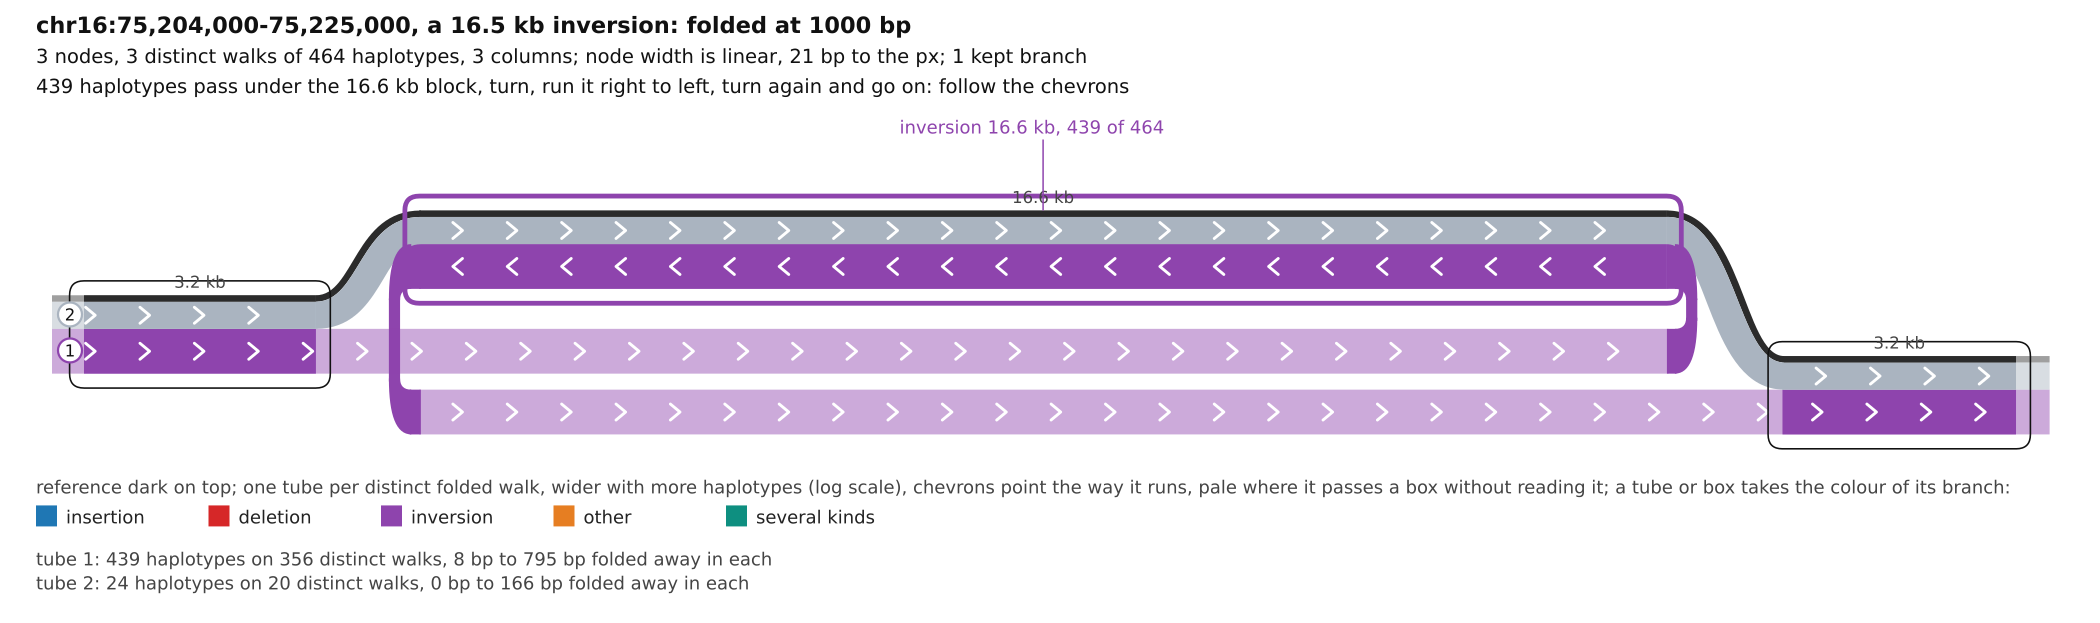 chr16:75,204,000-75,225,000, a 16.5 kb inversion: folded at 1000 bp
3 nodes, 3 distinct walks of 464 haplotypes, 3 columns; node width is linear, 21 bp to the px; 1 kept branch
439 haplotypes pass under the 16.6 kb block, turn, run it right to left, turn again and go on: follow the chevrons
inversion 16.6 kb, 439 of 464
16.6 kb
3.2 kb
2
1
3.2 kb
reference dark on top; one tube per distinct folded walk, wider with more haplotypes (log scale), chevrons point the way it runs, pale where it passes a box without reading it; a tube or box takes the colour of its branch:
insertion deletion inversion other several kinds
tube 1: 439 haplotypes on 356 distinct walks, 8 bp to 795 bp folded away in each
tube 2: 24 haplotypes on 20 distinct walks, 0 bp to 166 bp folded away in each